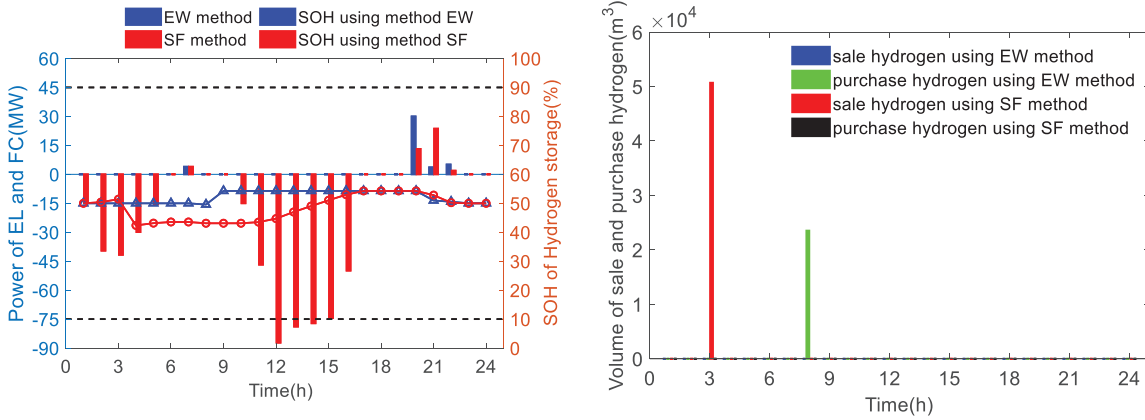 EW method SOH using method EW
SF method SOH using method SF
60 100
45 90
30 80
15 70
0 60
-15 50
-30 40
-45 30
-60 20
-75 10
-90 0
Power of EL and FC(MW)
SOH of Hydrogen storage(%)
0 3 6 9 12 15 18 21 24
Time(h)
×10⁴
sale hydrogen using EW method
purchase hydrogen using EW method
sale hydrogen using SF method
purchase hydrogen using SF method
6
5
4
3
2
1
0
Volume of sale and purchase hydrogen(m³)
0 3 6 9 12 15 18 21 24
Time(h)